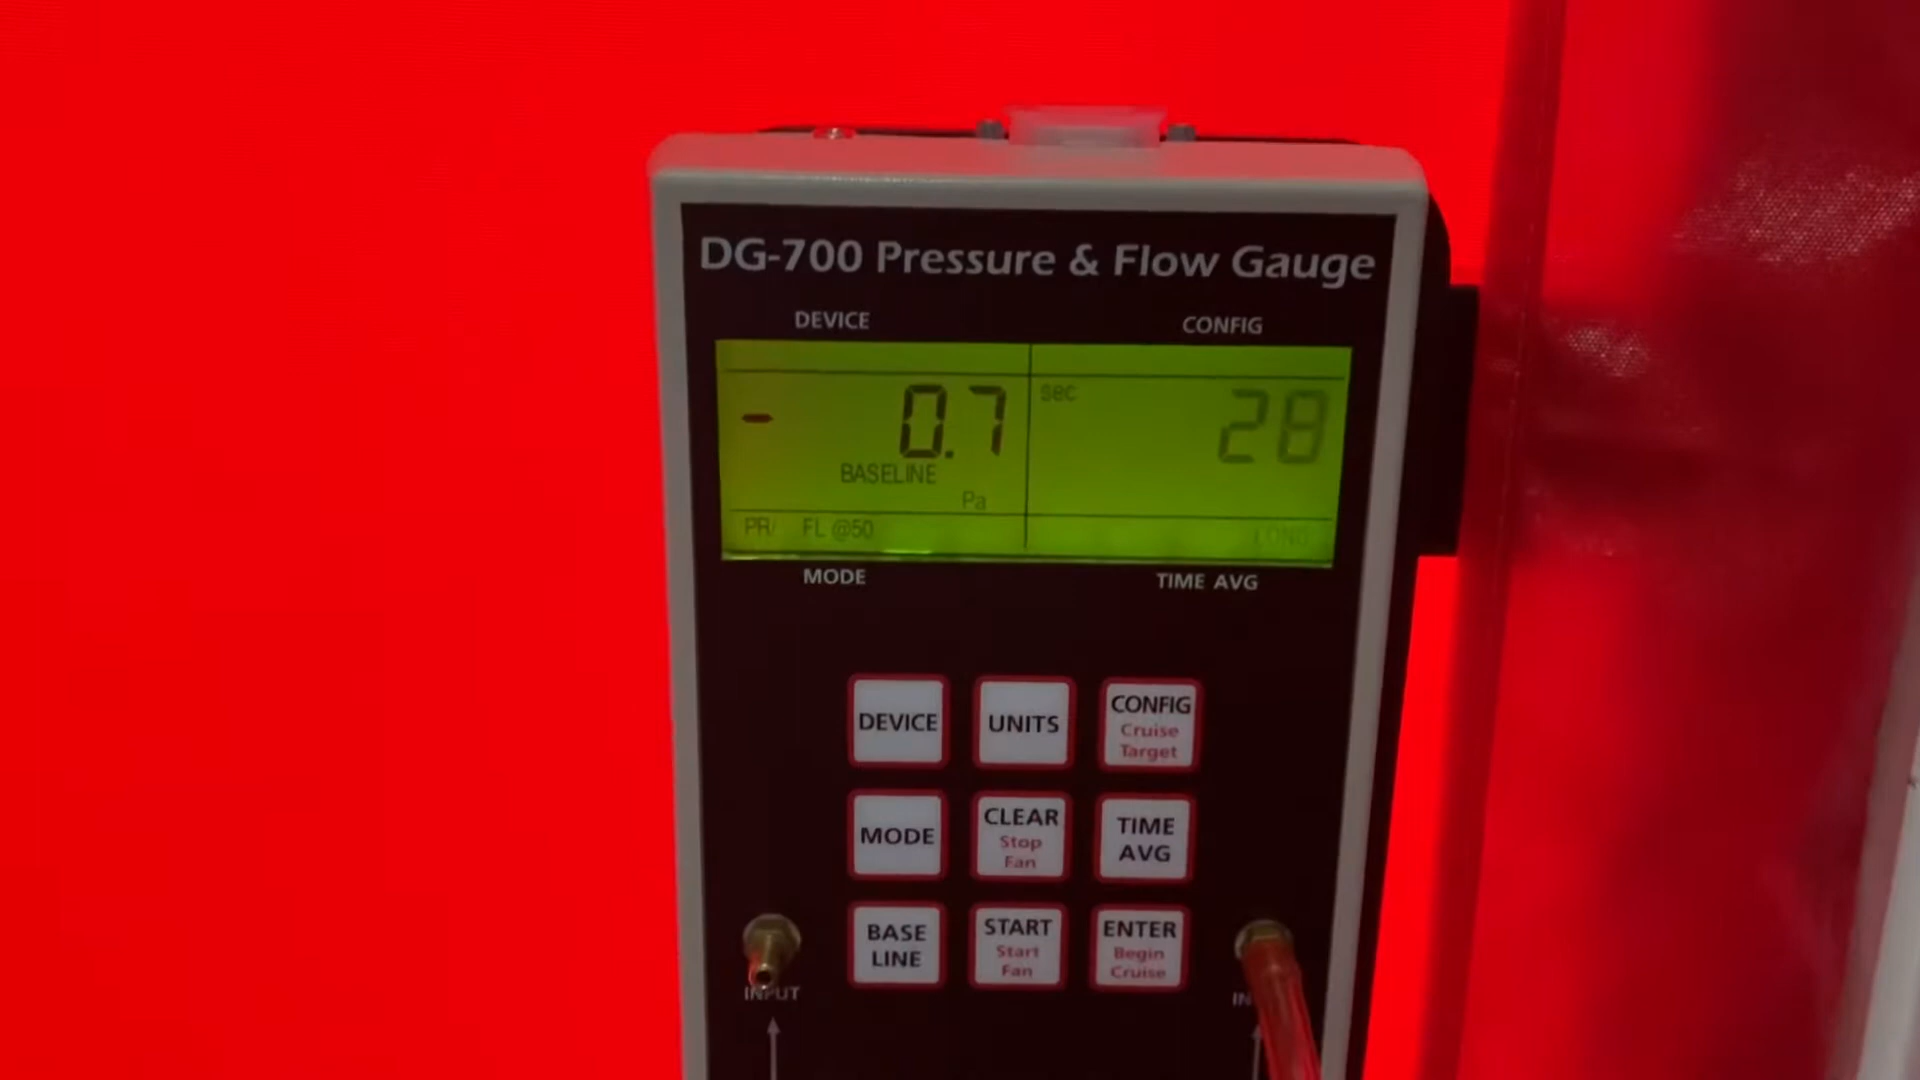 DG-700 Pressure & Flow Gauge
DEVICE CONFIG
- 0.7 sec 28
BASELINE
Pa
PR/ FL @50 LONG
MODE TIME AVG
DEVICE UNITS CONFIG
Cruise
Target
MODE CLEAR
Stop
Fan
TIME
AVG
BASE
LINE
START
Start
Fan
ENTER
Begin
Cruise
INPUT